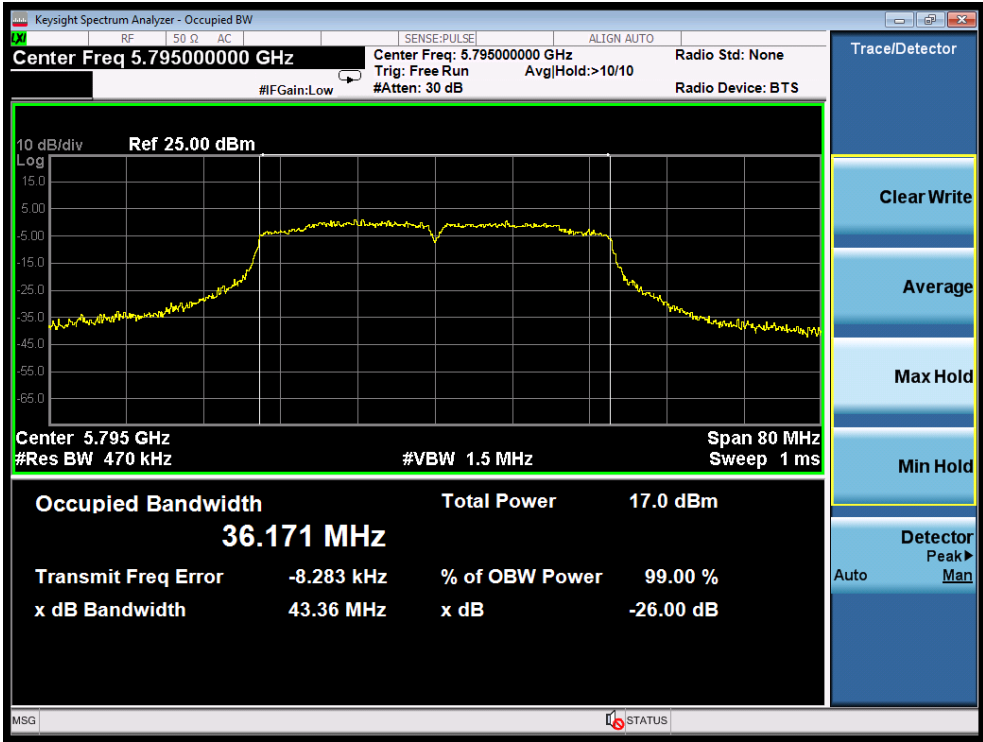 Keysight Spectrum Analyzer - Occupied BW
LXI RF 50 Ω AC SENSE:PULSE ALIGN AUTO
Center Freq 5.795000000 GHz
Center Freq: 5.795000000 GHz Radio Std: None
Trig: Free Run Avg|Hold:>10/10
#IFGain:Low #Atten: 30 dB Radio Device: BTS
10 dB/div Ref 25.00 dBm
Log
15.0
5.00
-5.00
-15.0
-25.0
-35.0
-45.0
-55.0
-65.0
Center 5.795 GHz Span 80 MHz
#Res BW 470 kHz #VBW 1.5 MHz Sweep 1 ms
Occupied Bandwidth Total Power 17.0 dBm
36.171 MHz
Transmit Freq Error -8.283 kHz % of OBW Power 99.00 %
x dB Bandwidth 43.36 MHz x dB -26.00 dB
Trace/Detector
Clear Write
Average
Max Hold
Min Hold
Detector
Peak▶
Auto Man
MSG STATUS